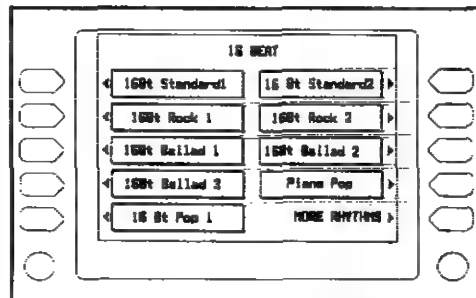 16 BEAT
16Bt Standard1 16 Bt Standard2
16Bt Rock 1 16Bt Rock 2
16Bt Ballad 1 16Bt Ballad 2
16Bt Ballad 3 Piano Pop
16 Bt Pop 1 MORE RHYTHMS